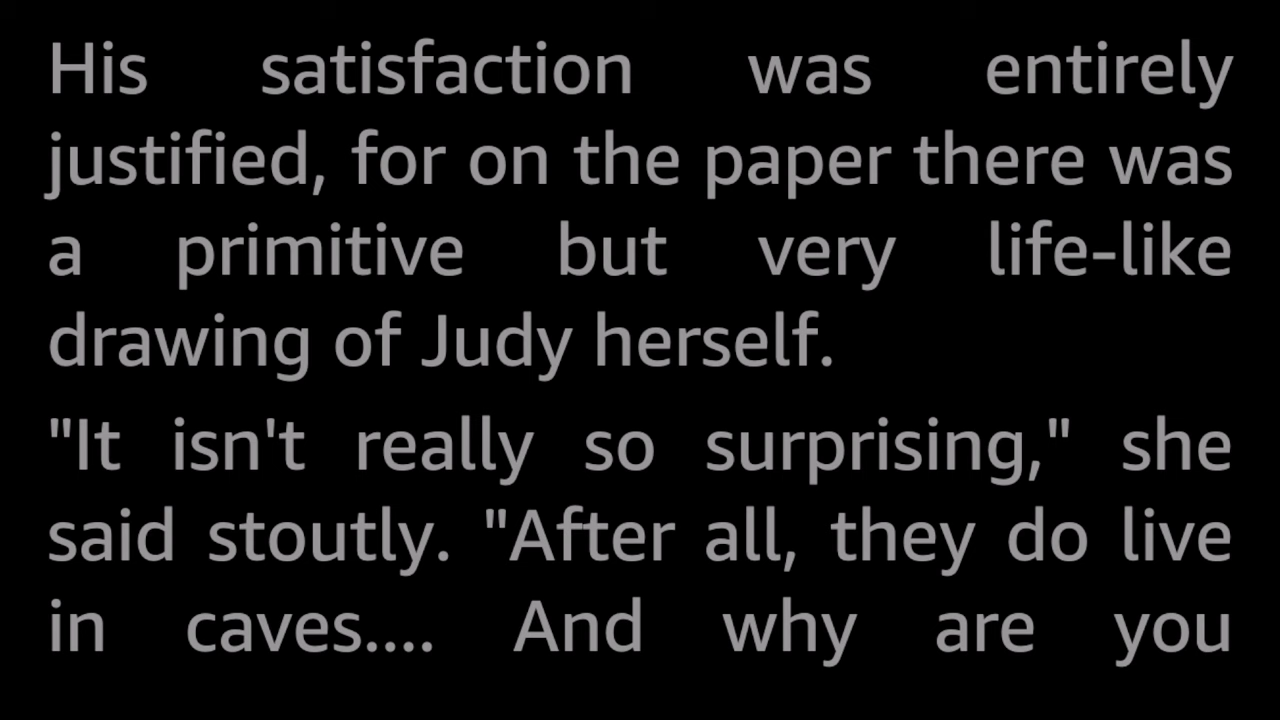 His satisfaction was entirely
justified, for on the paper there was
a primitive but very life-like
drawing of Judy herself.
"It isn't really so surprising," she
said stoutly. "After all, they do live
in caves.... And why are you